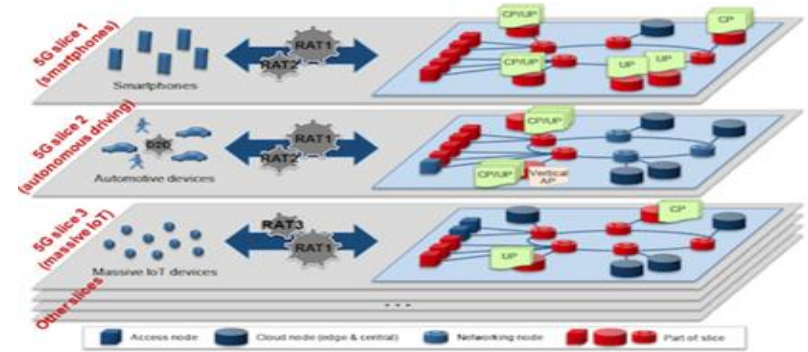 5G slice 1
(smartphones)
Smartphones
RAT1
RAT2
CP/UP
CP/UP
UP
UP
CP
5G slice 2
(autonomous driving)
D2D
Automotive devices
RAT1
RAT2
CP/UP
CP/UP
Vertical
AP
5G slice 3
(massive IoT)
Massive IoT devices
RAT3
RAT1
UP
CP
Other slices
...
Access node
Cloud node (edge & central)
Networking node
Part of slice